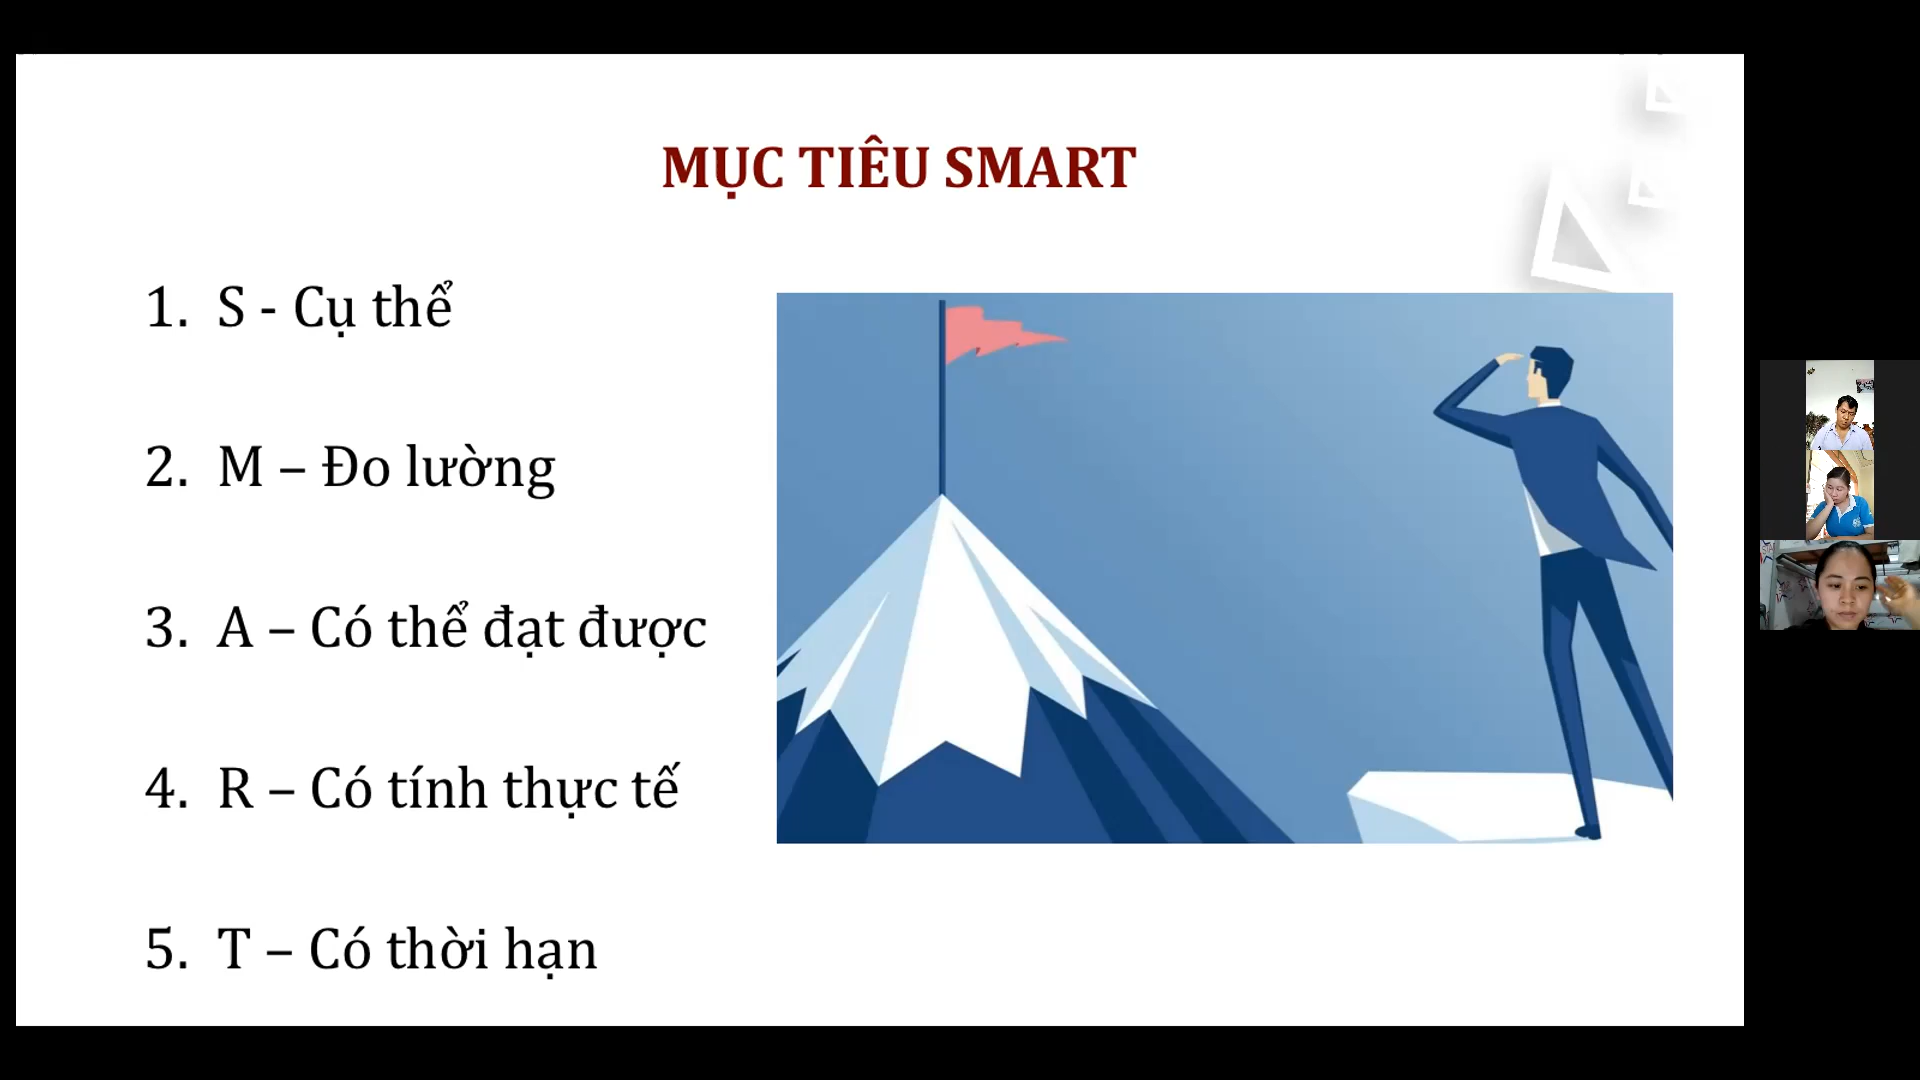 MỤC TIÊU SMART
1. S - Cụ thể
2. M – Đo lường
3. A – Có thể đạt được
4. R – Có tính thực tế
5. T – Có thời hạn